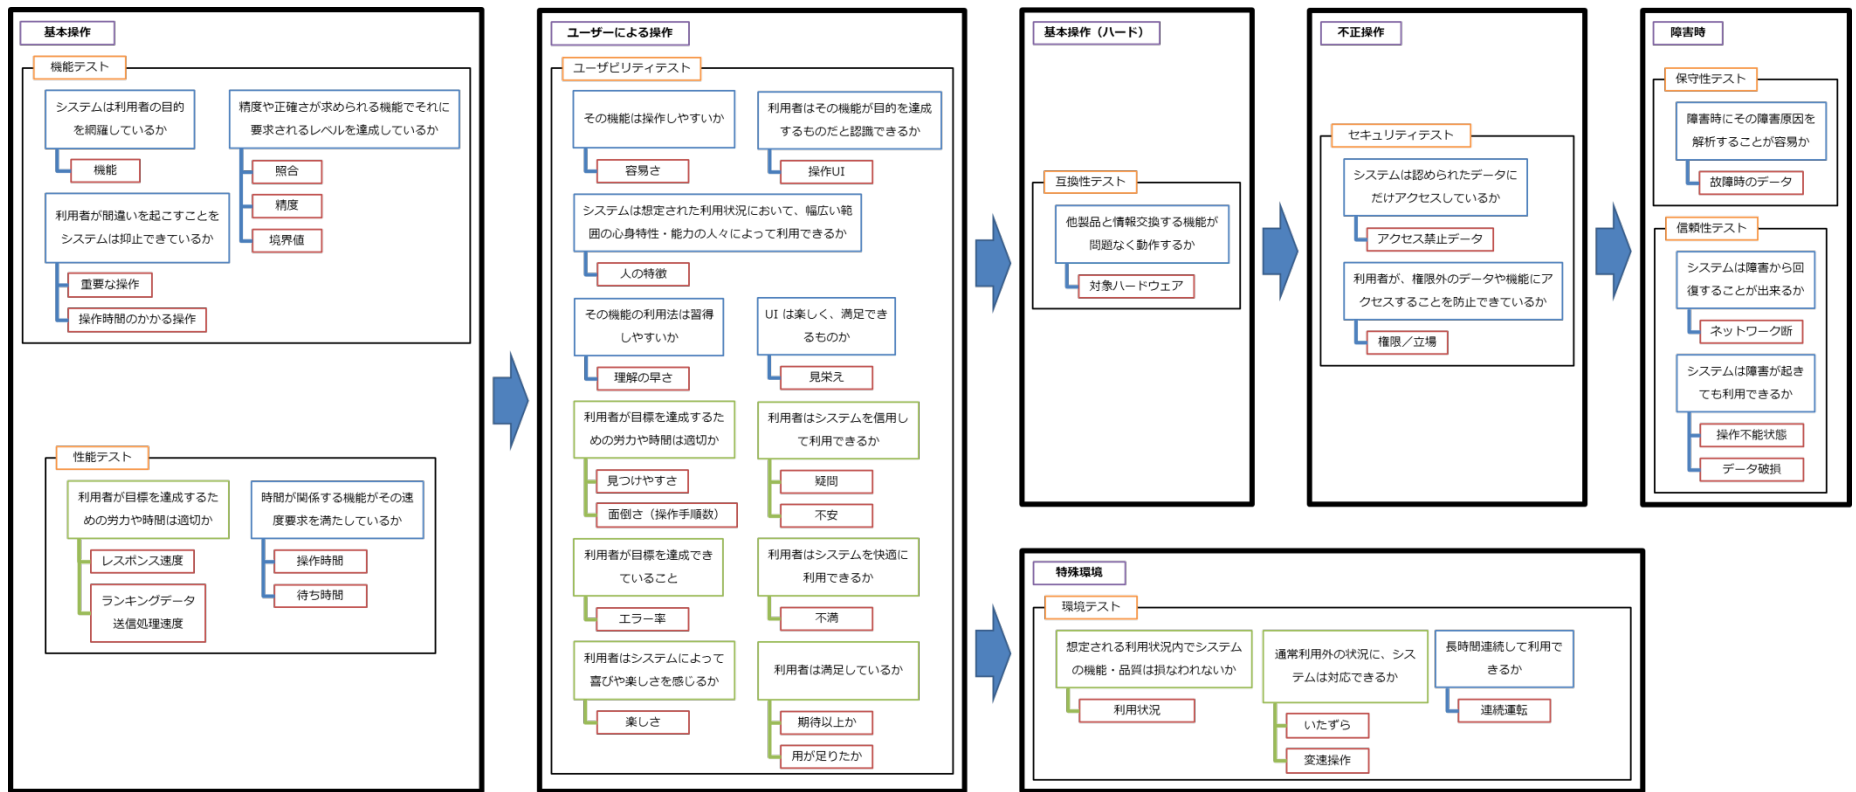 基本操作
機能テスト
システムは利用者の目的
を網羅しているか
機能
精度や正確さが求められる機能でそれに
要求されるレベルを達成しているか
照合
精度
境界値
利用者が間違いを起こすことを
システムは抑止できているか
重要な操作
操作時間のかかる操作
性能テスト
利用者が目標を達成するた
めの労力や時間は適切か
レスポンス速度
ランキングデータ
送信処理速度
時間が関係する機能がその速
度要求を満たしているか
操作時間
待ち時間
ユーザーによる操作
ユーザビリティテスト
その機能は操作しやすいか
容易さ
利用者はその機能が目的を達成
するものだと認識できるか
操作UI
システムは想定された利用状況において、幅広い範
囲の心身特性・能力の人々によって利用できるか
人の特徴
その機能の利用法は習得
しやすいか
理解の早さ
UI は楽しく、満足でき
るものか
見栄え
利用者が目標を達成するた
めの労力や時間は適切か
見つけやすさ
面倒さ（操作手順数）
利用者はシステムを信用し
て利用できるか
疑問
不安
利用者が目標を達成でき
ていること
エラー率
利用者はシステムを快適に
利用できるか
不満
利用者はシステムによって
喜びや楽しさを感じるか
楽しさ
利用者は満足しているか
期待以上か
用が足りたか
基本操作（ハード）
互換性テスト
他製品と情報交換する機能が
問題なく動作するか
対象ハードウェア
不正操作
セキュリティテスト
システムは認められたデータに
だけアクセスしているか
アクセス禁止データ
利用者が、権限外のデータや機能にア
クセスすることを防止できているか
権限／立場
障害時
保守性テスト
障害時にその障害原因を
解析することが容易か
故障時のデータ
信頼性テスト
システムは障害から回
復することが出来るか
ネットワーク断
システムは障害が起き
ても利用できるか
操作不能状態
データ破損
特殊環境
環境テスト
想定される利用状況内でシステム
の機能・品質は損なわれないか
利用状況
通常利用外の状況に、シス
テムは対応できるか
いたずら
変速操作
長時間連続して利用で
きるか
連続運転